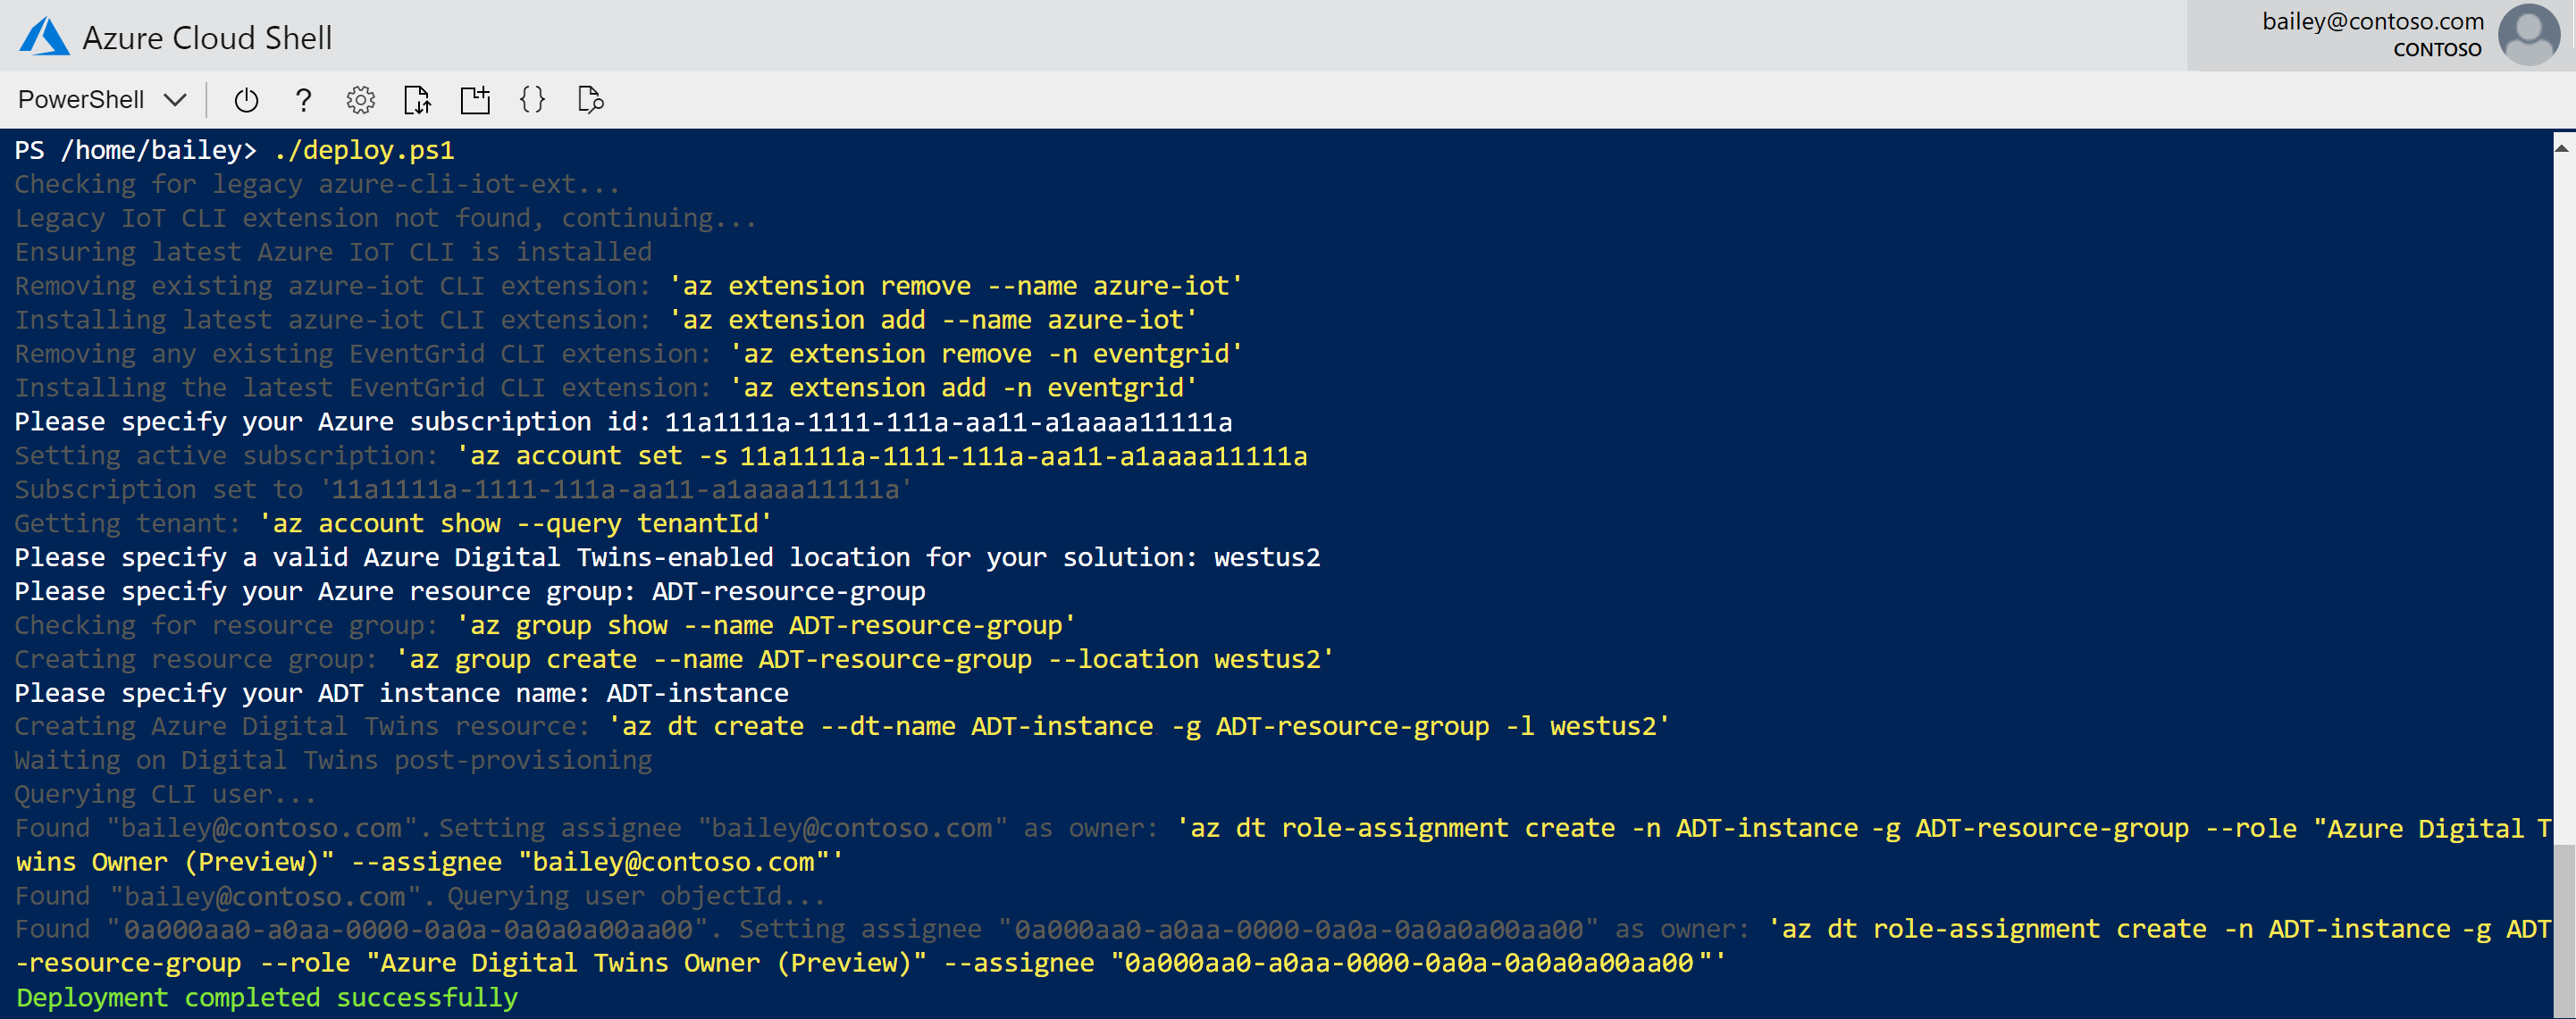 Azure Cloud Shell
bailey@contoso.com
CONTOSO
PowerShell
PS /home/bailey> ./deploy.ps1
Checking for legacy azure-cli-iot-ext...
Legacy IoT CLI extension not found, continuing...
Ensuring latest Azure IoT CLI is installed
Removing existing azure-iot CLI extension: 'az extension remove --name azure-iot'
Installing latest azure-iot CLI extension: 'az extension add --name azure-iot'
Removing any existing EventGrid CLI extension: 'az extension remove -n eventgrid'
Installing the latest EventGrid CLI extension: 'az extension add -n eventgrid'
Please specify your Azure subscription id: 11a1111a-1111-111a-aa11-a1aaaa11111a
Setting active subscription: 'az account set -s 11a1111a-1111-111a-aa11-a1aaaa11111a
Subscription set to '11a1111a-1111-111a-aa11-a1aaaa11111a'
Getting tenant: 'az account show --query tenantId'
Please specify a valid Azure Digital Twins-enabled location for your solution: westus2
Please specify your Azure resource group: ADT-resource-group
Checking for resource group: 'az group show --name ADT-resource-group'
Creating resource group: 'az group create --name ADT-resource-group --location westus2'
Please specify your ADT instance name: ADT-instance
Creating Azure Digital Twins resource: 'az dt create --dt-name ADT-instance -g ADT-resource-group -l westus2'
Waiting on Digital Twins post-provisioning
Querying CLI user...
Found "bailey@contoso.com". Setting assignee "bailey@contoso.com" as owner: 'az dt role-assignment create -n ADT-instance -g ADT-resource-group --role "Azure Digital T
wins Owner (Preview)" --assignee "bailey@contoso.com"'
Found "bailey@contoso.com". Querying user objectId...
Found "0a000aa0-a0aa-0000-0a0a-0a0a0a00aa00". Setting assignee "0a000aa0-a0aa-0000-0a0a-0a0a0a00aa00" as owner: 'az dt role-assignment create -n ADT-instance -g ADT
-resource-group --role "Azure Digital Twins Owner (Preview)" --assignee "0a000aa0-a0aa-0000-0a0a-0a0a0a00aa00"'
Deployment completed successfully